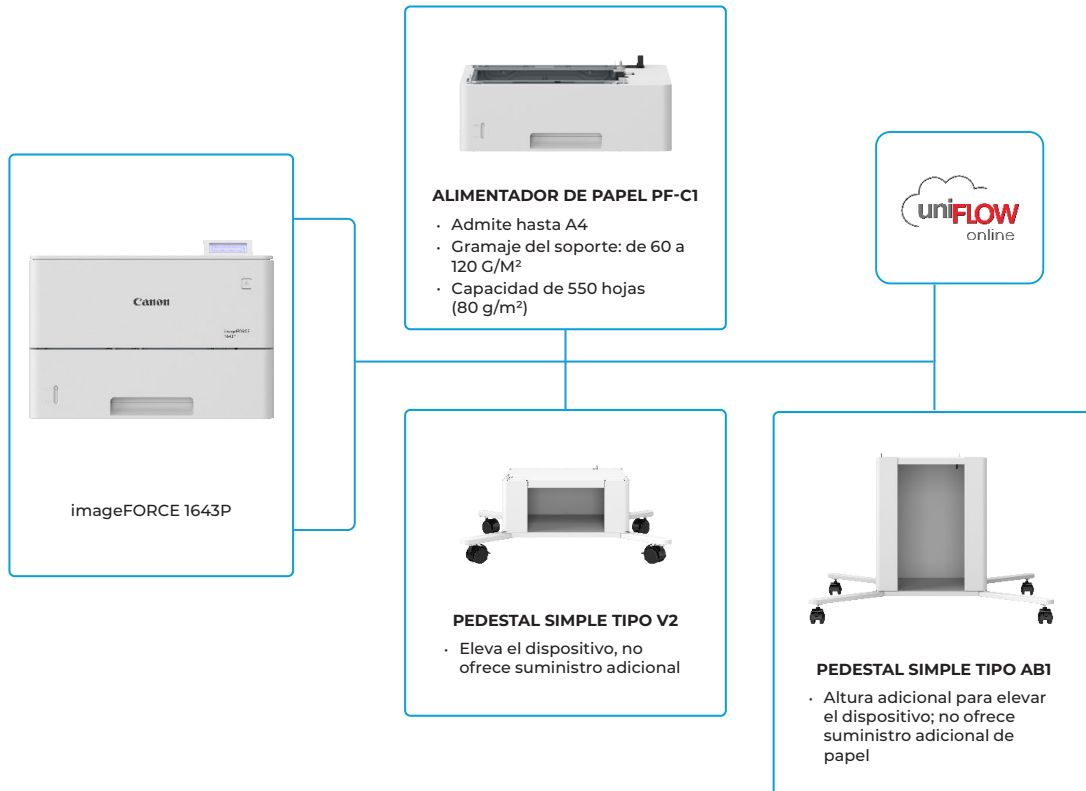 Canon
imageFORCE
1643P
imageFORCE 1643P
ALIMENTADOR DE PAPEL PF-C1
· Admite hasta A4
· Gramaje del soporte: de 60 a
120 G/M²
· Capacidad de 550 hojas
(80 g/m²)
uniFLOW
online
PEDESTAL SIMPLE TIPO V2
· Eleva el dispositivo, no
ofrece suministro adicional
PEDESTAL SIMPLE TIPO AB1
· Altura adicional para elevar
el dispositivo; no ofrece
suministro adicional de
papel